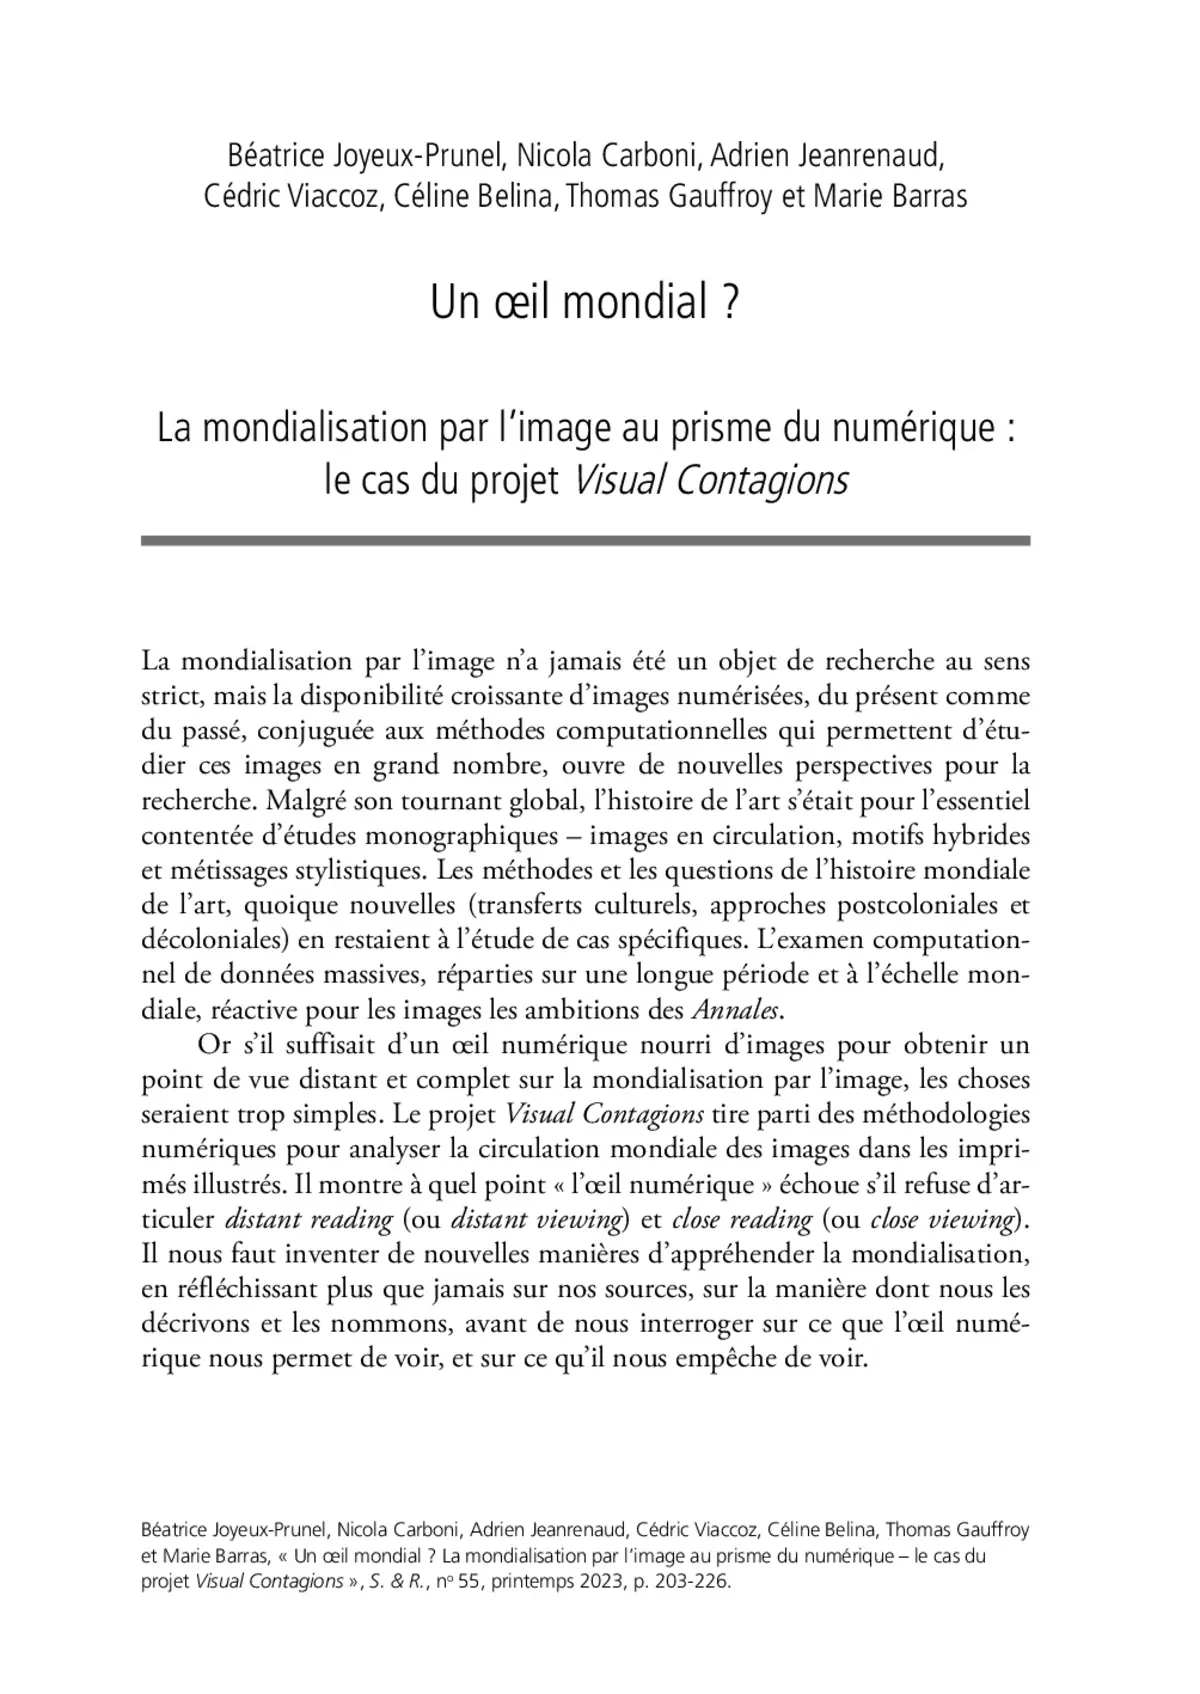 Béatrice Joyeux-Prunel, Nicola Carboni, Adrien Jeanrenaud,
Cédric Viaccoz, Céline Belina, Thomas Gauffroy et Marie Barras
Un œil mondial ?
La mondialisation par l’image au prisme du numérique :
le cas du projet Visual Contagions
La mondialisation par l’image n’a jamais été un objet de recherche au sens
strict, mais la disponibilité croissante d’images numérisées, du présent comme
du passé, conjuguée aux méthodes computationnelles qui permettent d’étu-
dier ces images en grand nombre, ouvre de nouvelles perspectives pour la
recherche. Malgré son tournant global, l’histoire de l’art s’était pour l’essentiel
contentée d’études monographiques – images en circulation, motifs hybrides
et métissages stylistiques. Les méthodes et les questions de l’histoire mondiale
de l’art, quoique nouvelles (transferts culturels, approches postcoloniales et
décoloniales) en restaient à l’étude de cas spécifiques. L’examen computation-
nel de données massives, réparties sur une longue période et à l’échelle mon-
diale, réactive pour les images les ambitions des Annales.
Or s’il suffisait d’un œil numérique nourri d’images pour obtenir un
point de vue distant et complet sur la mondialisation par l’image, les choses
seraient trop simples. Le projet Visual Contagions tire parti des méthodologies
numériques pour analyser la circulation mondiale des images dans les impri-
més illustrés. Il montre à quel point « l’œil numérique » échoue s’il refuse d’ar-
ticuler distant reading (ou distant viewing) et close reading (ou close viewing).
Il nous faut inventer de nouvelles manières d’appréhender la mondialisation,
en réfléchissant plus que jamais sur nos sources, sur la manière dont nous les
décrivons et les nommons, avant de nous interroger sur ce que l’œil numé-
rique nous permet de voir, et sur ce qu’il nous empêche de voir.
Béatrice Joyeux-Prunel, Nicola Carboni, Adrien Jeanrenaud, Cédric Viaccoz, Céline Belina, Thomas Gauffroy
et Marie Barras, « Un œil mondial ? La mondialisation par l’image au prisme du numérique – le cas du
projet Visual Contagions », S. & R., nº 55, printemps 2023, p. 203-226.